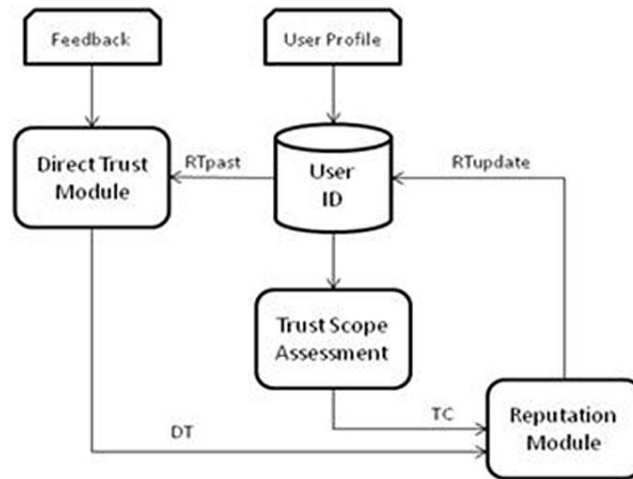 Feedback
User Profile
Direct Trust
Module
RTpast
User
ID
RTupdate
Trust Scope
Assessment
TC
DT
Reputation
Module